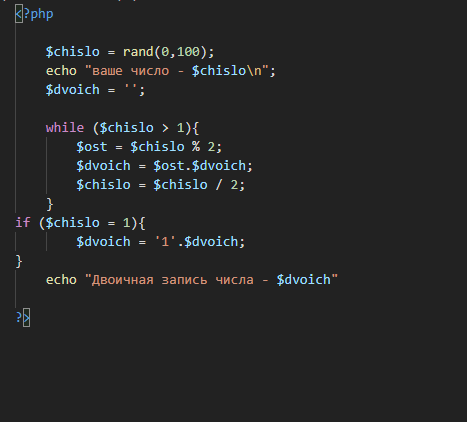 <?php
$chislo = rand(0,100);
echo "ваше число - $chislo\n";
$dvoich = '';
while ($chislo > 1){
$ost = $chislo % 2;
$dvoich = $ost.$dvoich;
$chislo = $chislo / 2;
}
if ($chislo = 1){
$dvoich = '1'.$dvoich;
}
echo "Двоичная запись числа - $dvoich"
?>